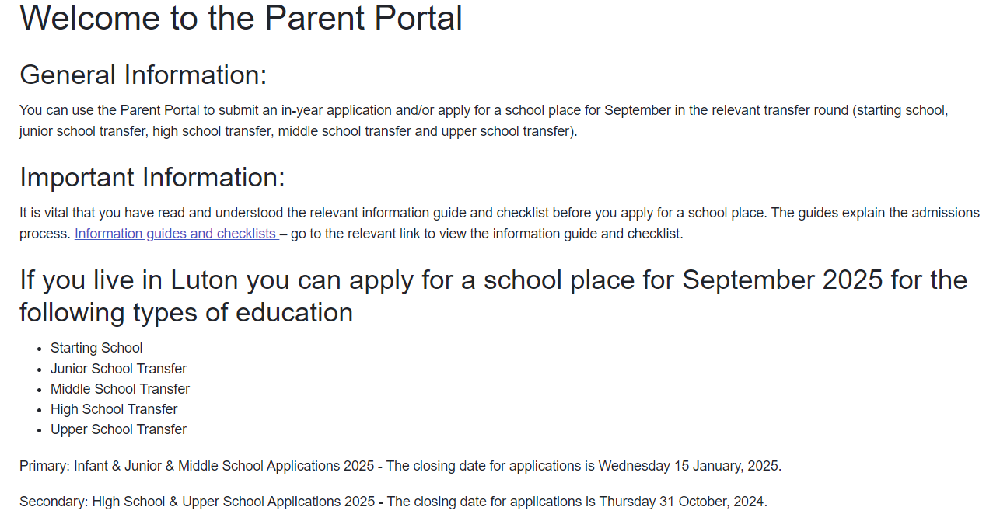 Welcome to the Parent Portal
General Information:
You can use the Parent Portal to submit an in-year application and/or apply for a school place for September in the relevant transfer round (starting school,
junior school transfer, high school transfer, middle school transfer and upper school transfer).
Important Information:
It is vital that you have read and understood the relevant information guide and checklist before you apply for a school place. The guides explain the admissions
process. Information guides and checklists – go to the relevant link to view the information guide and checklist.
If you live in Luton you can apply for a school place for September 2025 for the
following types of education
• Starting School
• Junior School Transfer
• Middle School Transfer
• High School Transfer
• Upper School Transfer
Primary: Infant & Junior & Middle School Applications 2025 - The closing date for applications is Wednesday 15 January, 2025.
Secondary: High School & Upper School Applications 2025 - The closing date for applications is Thursday 31 October, 2024.